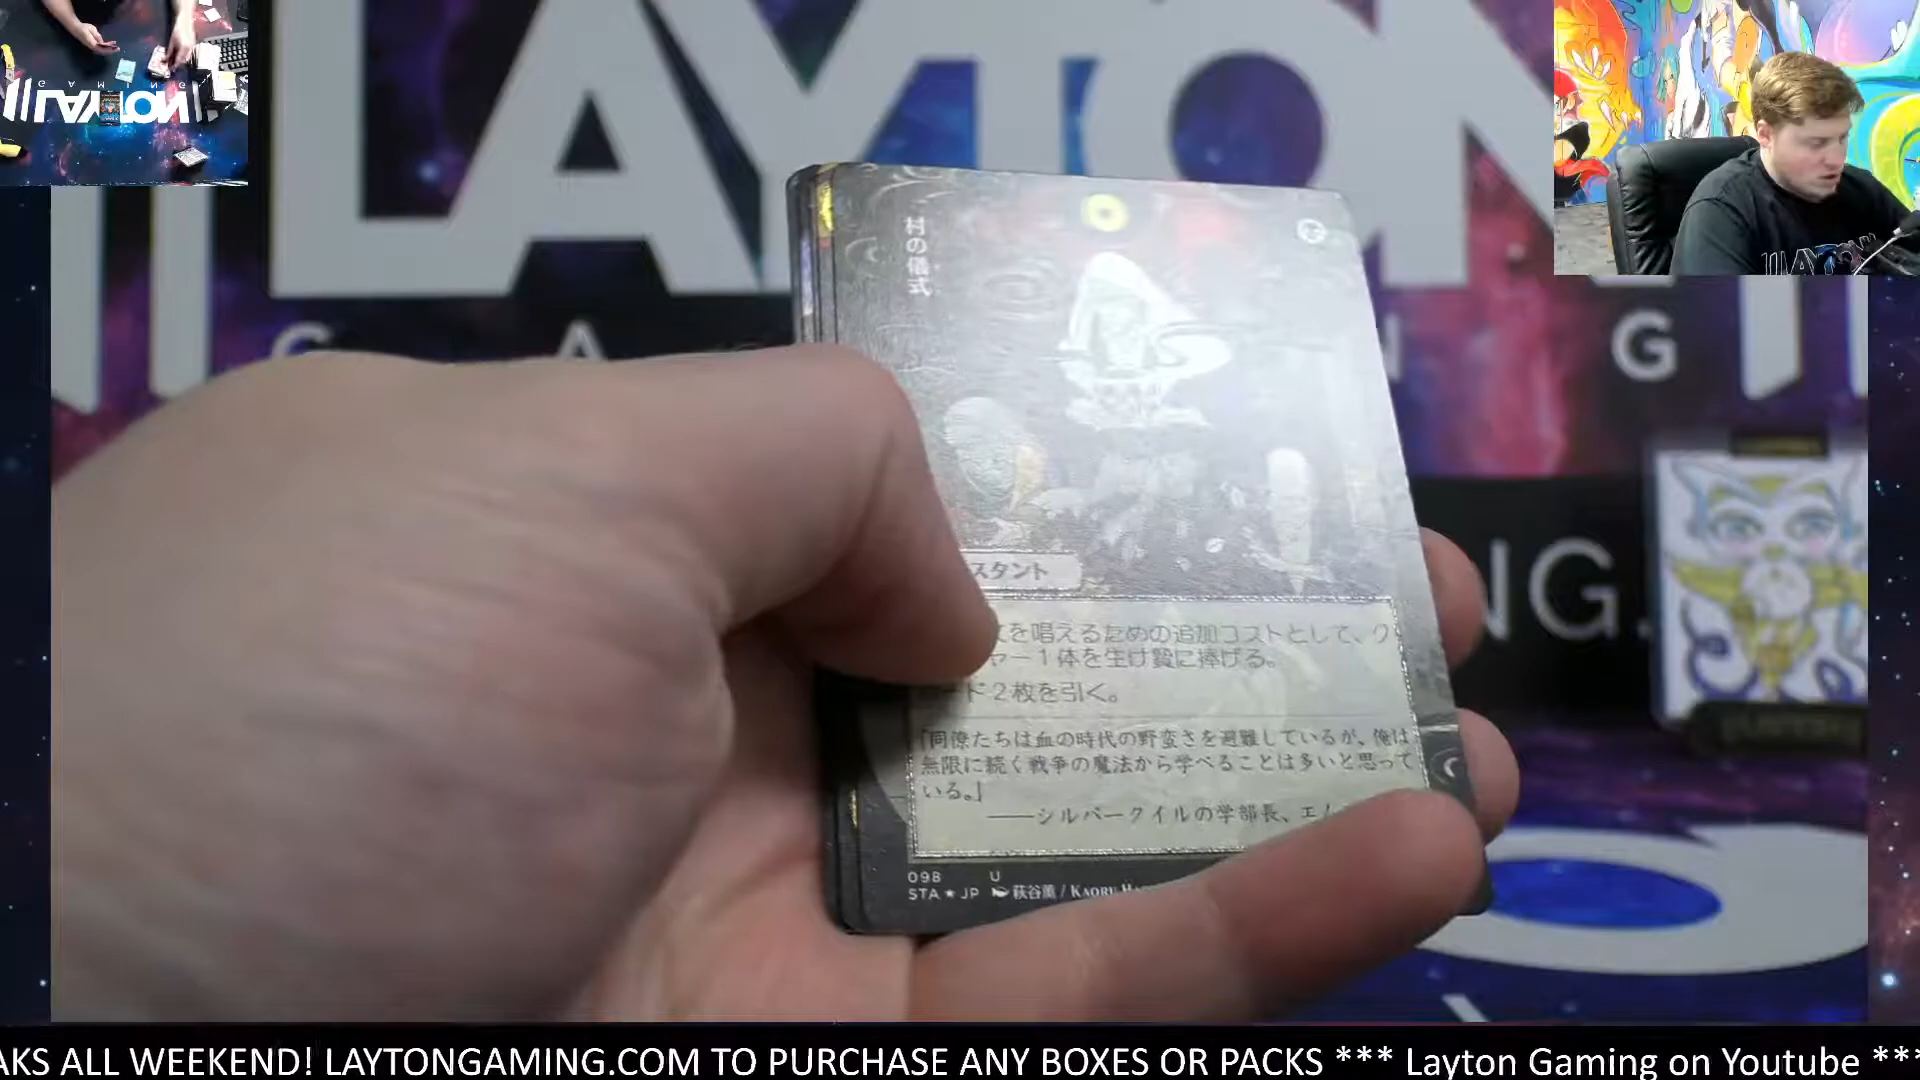 LAYTON
G A M I N G
村の儀式
スタント
を唱えるための追加コストとして、ク
ャー1体を生け贄に捧げる。
ード2枚を引く。
「同僚たちは血の時代の野蛮さを避難しているが、俺は
無限に続く戦争の魔法から学べることは多いと思って
いる。」
――シルバークイルの学部長、エ
098 U
STA★JP 萩谷薫 / KAORU
NG.
AKS ALL WEEKEND! LAYTONGAMING.COM TO PURCHASE ANY BOXES OR PACKS *** Layton Gaming on Youtube **